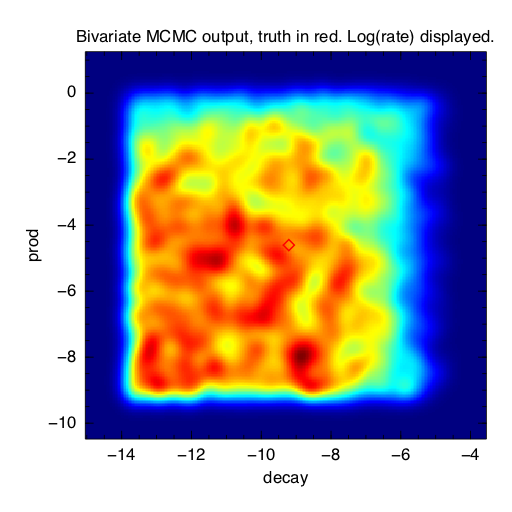 Bivariate MCMC output, truth in red. Log(rate) displayed.
0
−2
−4
−6
−8
−10
prod
−14 −12 −10 −8 −6 −4
decay